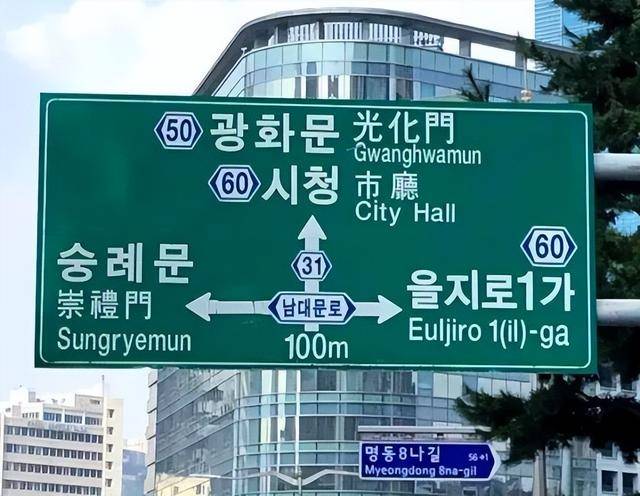 50 광화문 光化門
Gwanghwamun
60 시청 市廳
City Hall
60
31
숭례문
崇禮門
Sungryemun
남대문로
100m
을지로1가
Euljiro 1(il)-ga
명동8나길 56→1
Myeongdong 8na-gil